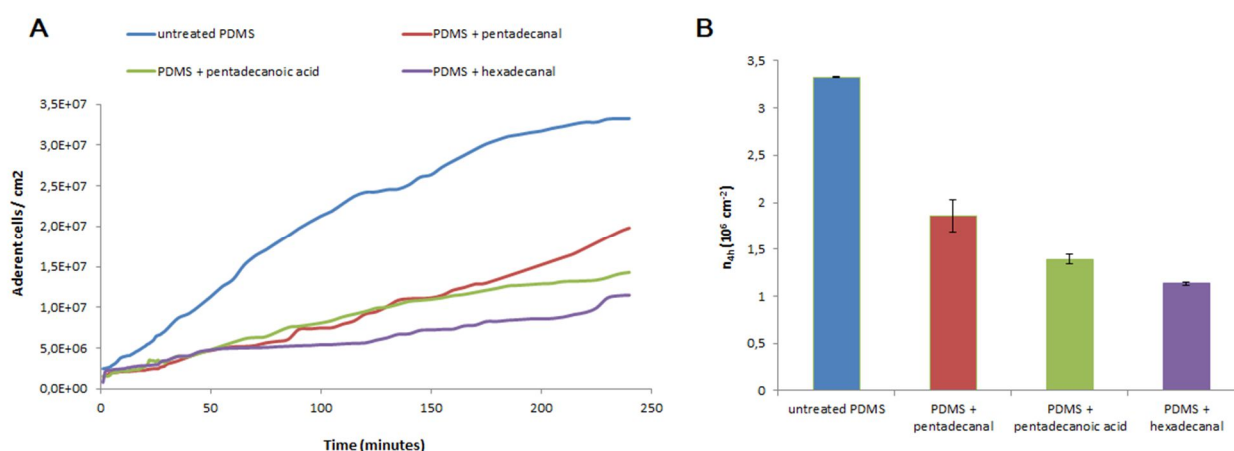 A
untreated PDMS
PDMS + pentadecanal
PDMS + pentadecanoic acid
PDMS + hexadecanal
3,5E+07
3,0E+07
2,5E+07
2,0E+07
1,5E+07
1,0E+07
5,0E+06
0,0E+00
Aderent cells / cm2
0
50
100
150
200
250
Time (minutes)
B
3,5
3
2,5
2
1,5
1
0,5
0
n4h (10⁶ cm⁻²)
untreated PDMS
PDMS +
pentadecanal
PDMS +
pentadecanoic acid
PDMS +
hexadecanal